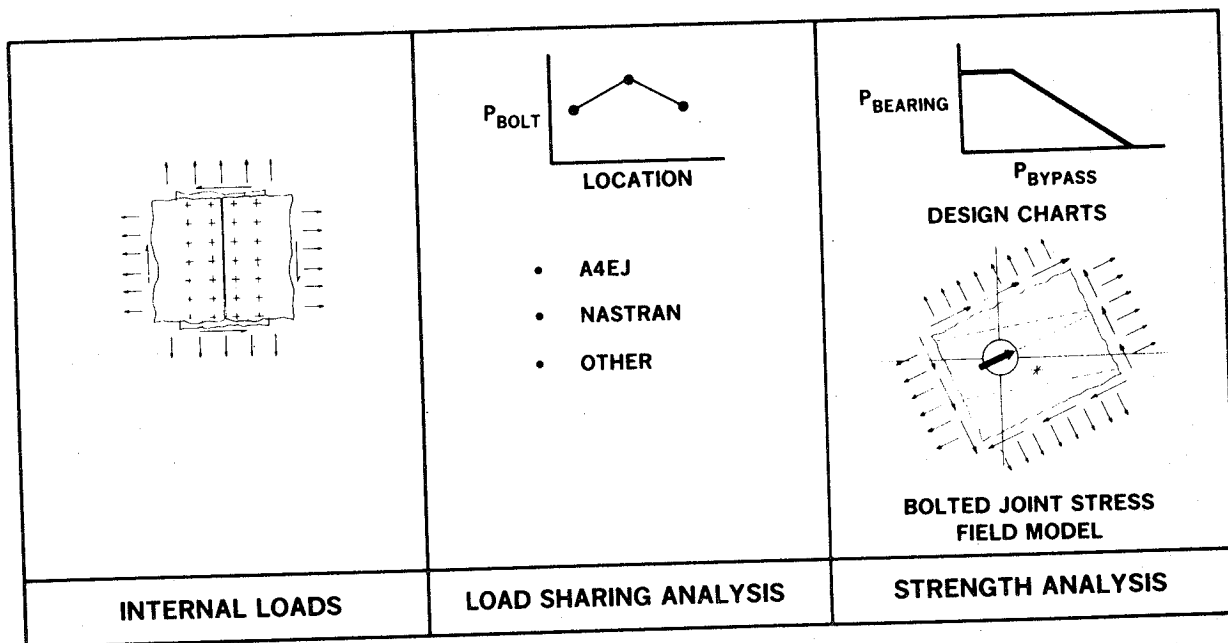 P_BOLT
LOCATION
• A4EJ
• NASTRAN
• OTHER
P_BEARING
P_BYPASS
DESIGN CHARTS
*
BOLTED JOINT STRESS
FIELD MODEL
INTERNAL LOADS
LOAD SHARING ANALYSIS
STRENGTH ANALYSIS